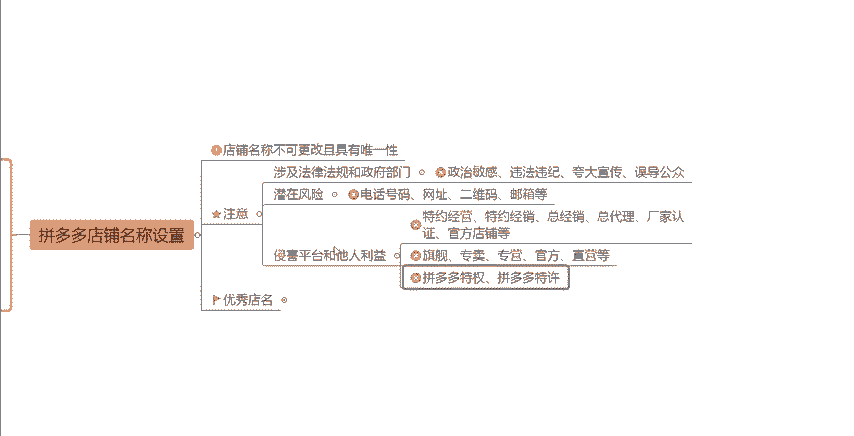 店铺名称不可更改且具有唯一性
涉及法律法规和政府部门 政治敏感、违法违纪、夸大宣传、误导公众
潜在风险 电话号码、网址、二维码、邮箱等
注意
特约经营、特约经销、总经销、总代理、厂家认
证、官方店铺等
拼多多店铺名称设置
侵害平台和他人利益 旗舰、专卖、专营、官方、直营等
拼多多特权、拼多多特许
优秀店名